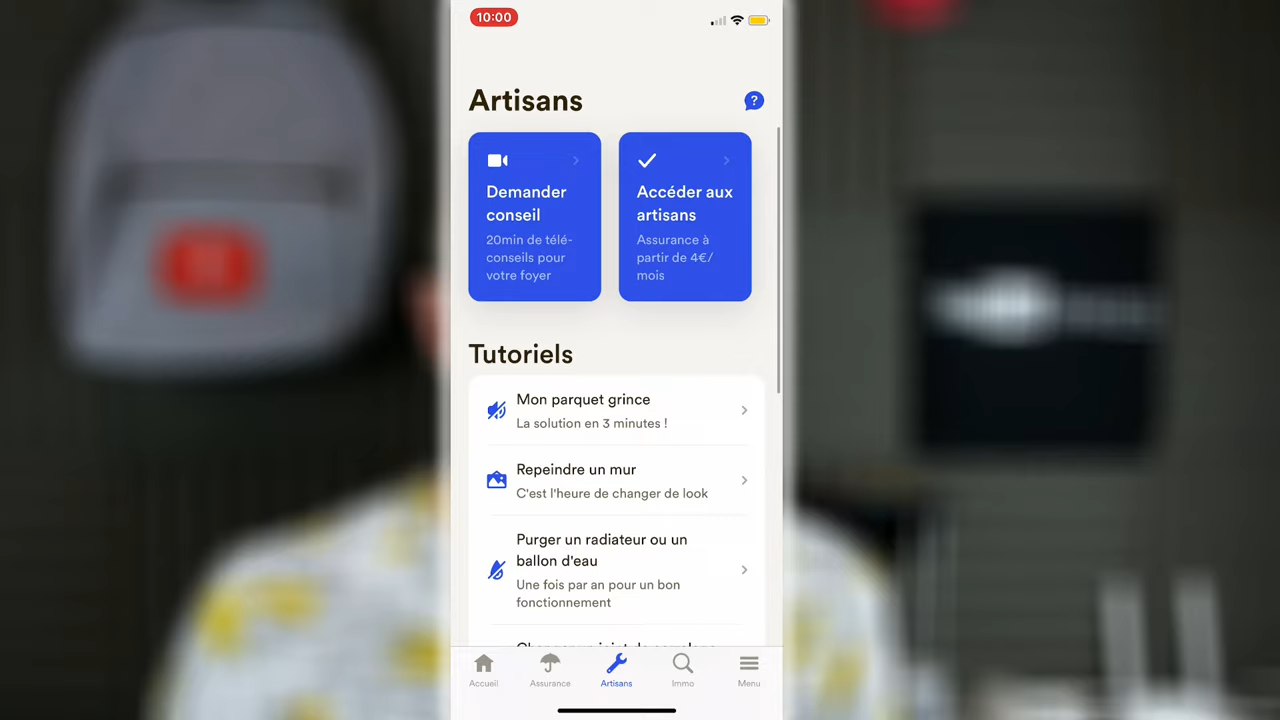 10:00
Artisans
?
Demander
conseil
20min de télé-
conseils pour
votre foyer
Accéder aux
artisans
Assurance à
partir de 4€/
mois
Tutoriels
Mon parquet grince
La solution en 3 minutes !
Repeindre un mur
C'est l'heure de changer de look
Purger un radiateur ou un
ballon d'eau
Une fois par an pour un bon
fonctionnement
Accueil
Assurance
Artisans
Immo
Menu